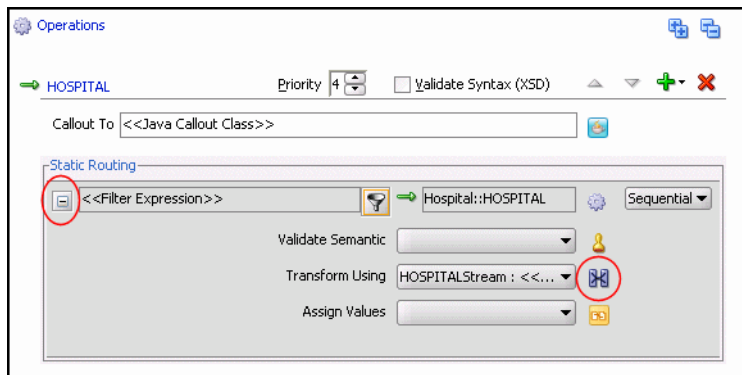 Operations
HOSPITAL Priority 4 Validate Syntax (XSD)
Callout To <<Java Callout Class>>
Static Routing
<<Filter Expression>> Hospital::HOSPITAL Sequential
Validate Semantic
Transform Using HOSPITALStream : <<...
Assign Values